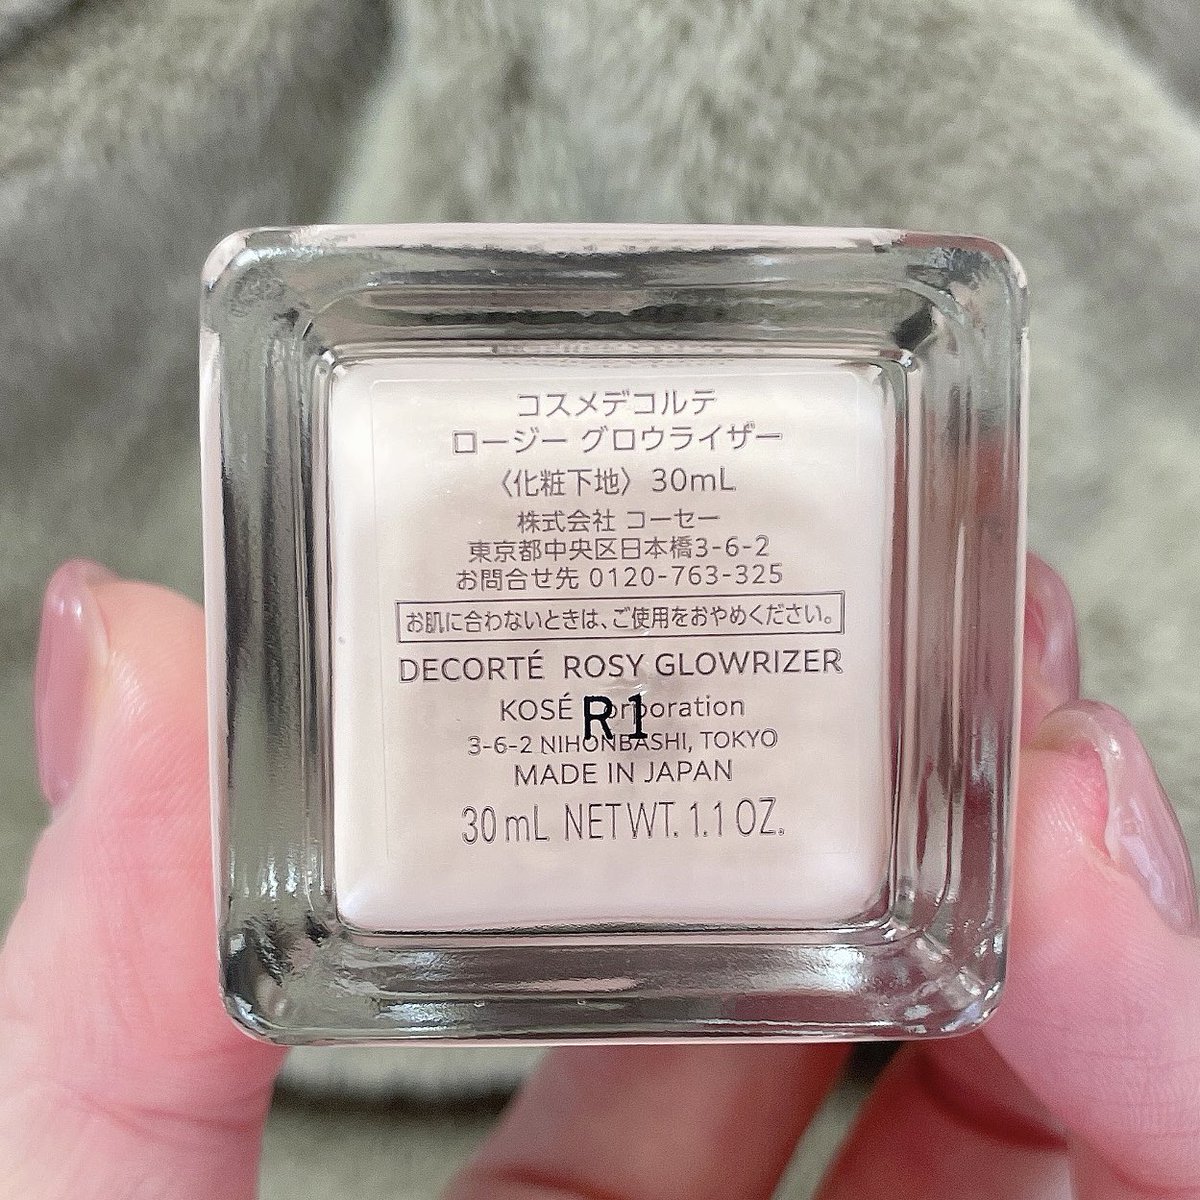 コスメデコルテ
ロージー グロウライザー
〈化粧下地〉 30mL
株式会社 コーセー
東京都中央区日本橋3-6-2
お問合せ先 0120-763-325
お肌に合わないときは、ご使用をおやめください。
DECORTÉ ROSY GLOWRIZER
KOSÉ Corporation
R1
3-6-2 NIHONBASHI, TOKYO
MADE IN JAPAN
30 mL NET WT. 1.1 OZ.